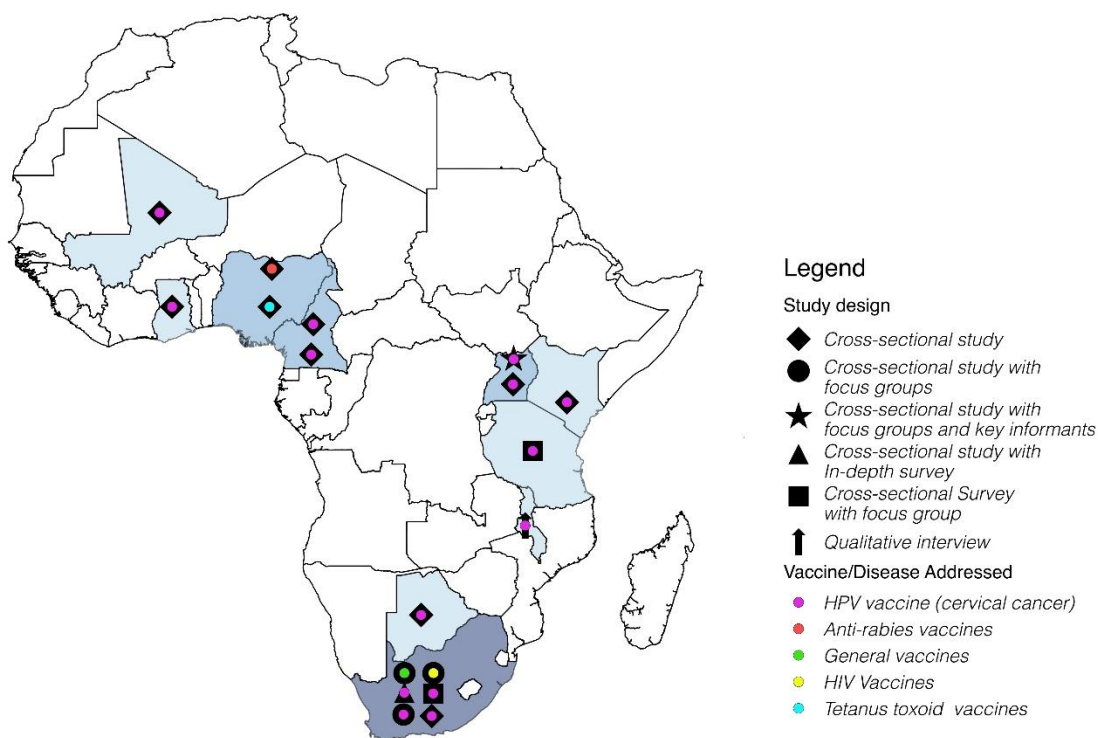 Legend
Study design
Cross-sectional study
Cross-sectional study with
focus groups
Cross-sectional study with
focus groups and key informants
Cross-sectional study with
In-depth survey
Cross-sectional Survey
with focus group
Qualitative interview
Vaccine/Disease Addressed
HPV vaccine (cervical cancer)
Anti-rabies vaccines
General vaccines
HIV Vaccines
Tetanus toxoid vaccines